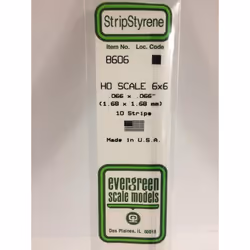 StripStyrene
Item No. Loc. Code
8606
HO SCALE 6x6
.066 x .066"
(1.68 x 1.68 mm)
10 Strips
Made In U.S.A.
evergreen
scale models
Des Plaines, IL 60018